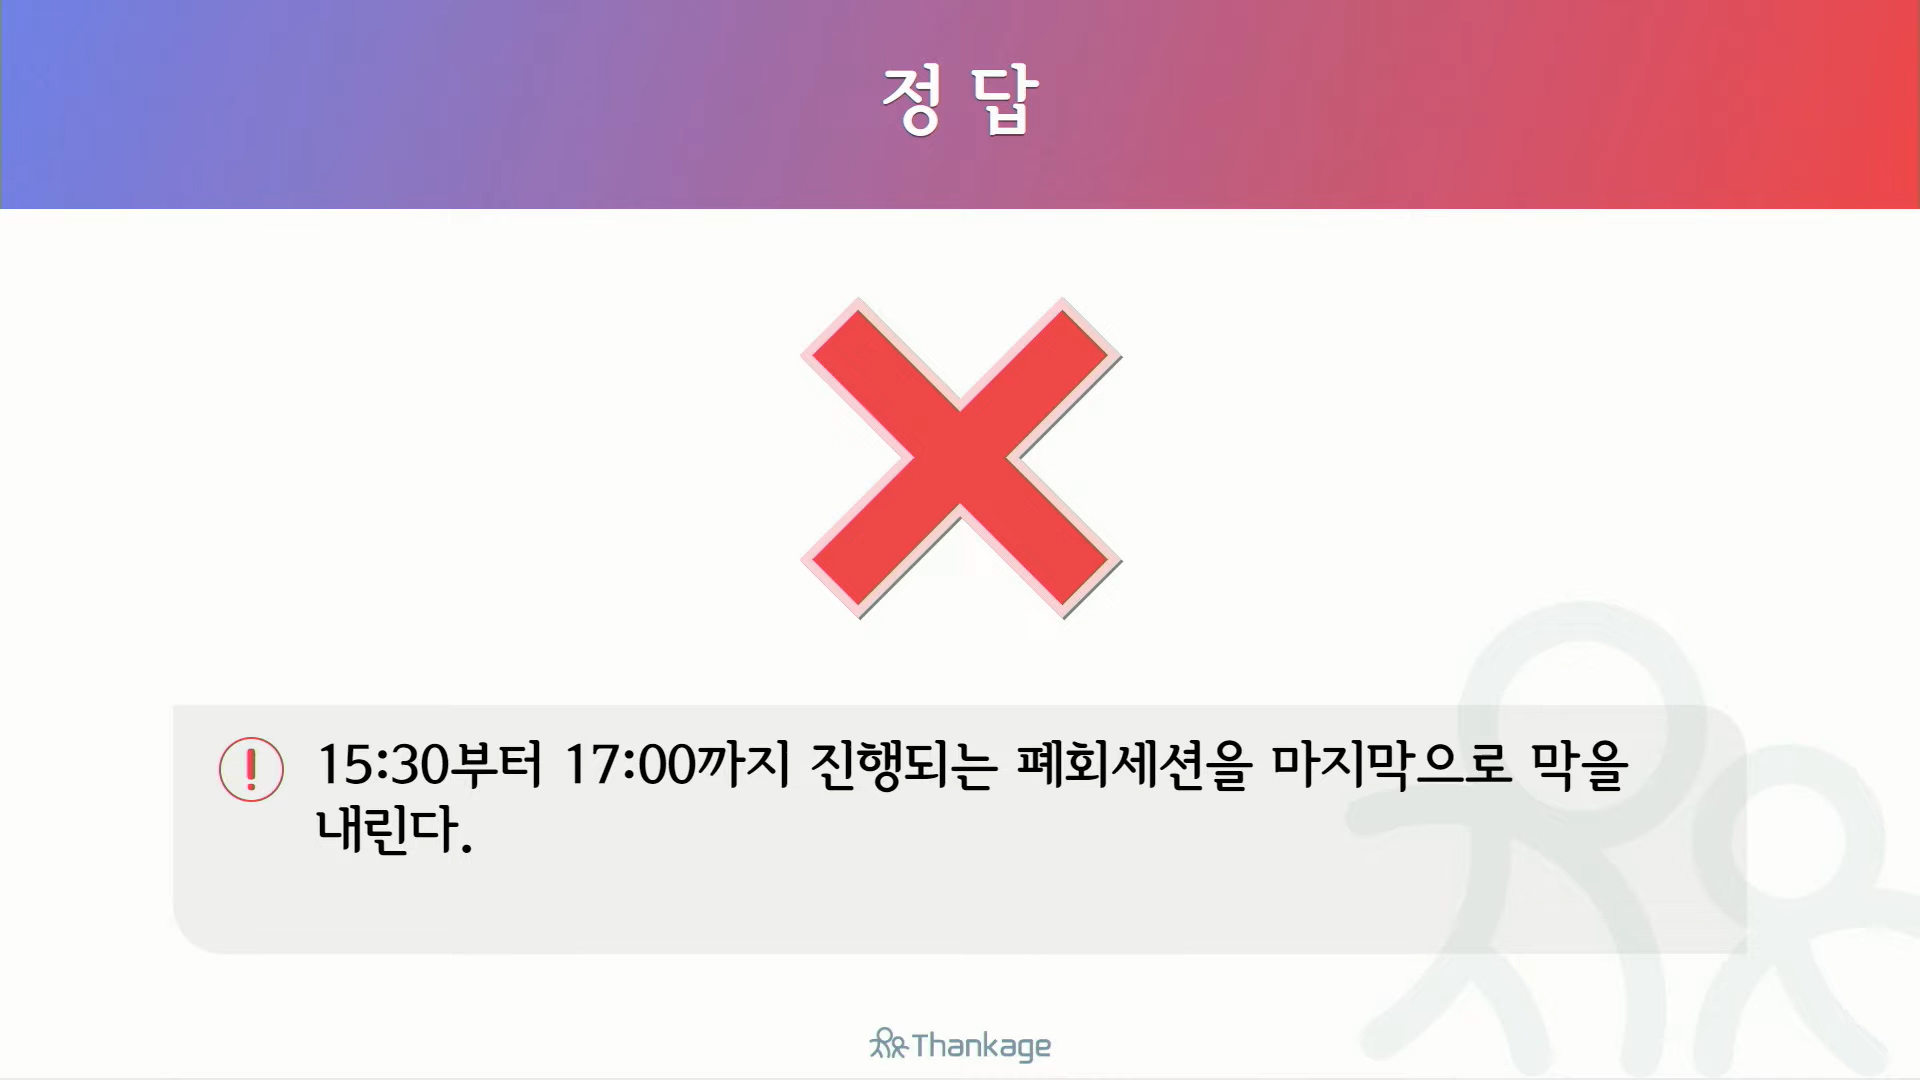 정 답
15:30부터 17:00까지 진행되는 폐회세션을 마지막으로 막을
내린다.
Thankage